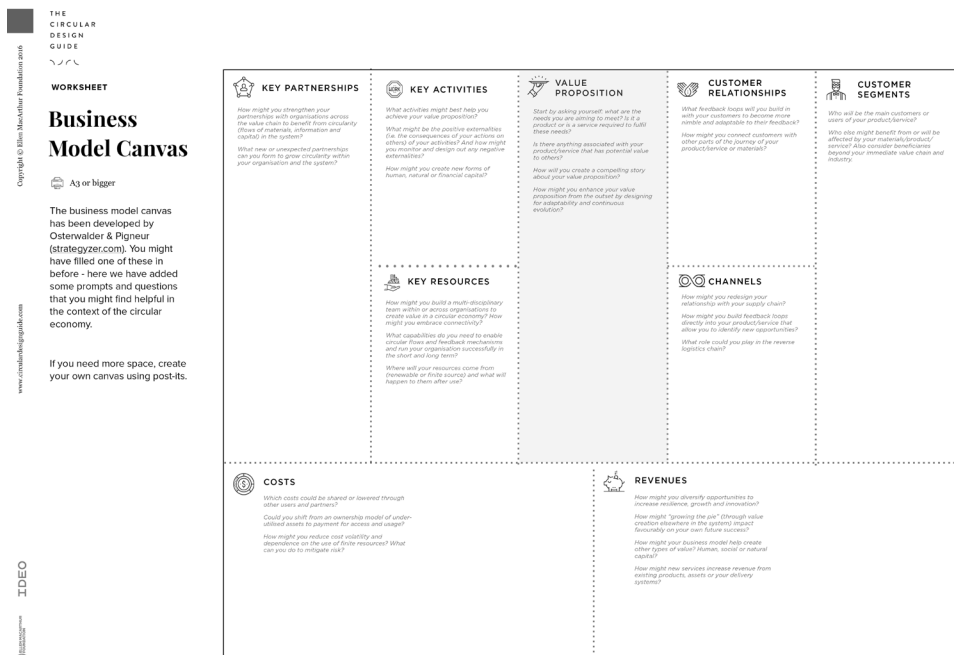 THE
CIRCULAR
DESIGN
GUIDE
Copyright © Ellen MacArthur Foundation 2016
www.circulardesignguide.com
IDEO
ELLEN MACARTHUR
FOUNDATION
WORKSHEET
Business
Model Canvas
A3 or bigger
The business model canvas
has been developed by
Osterwalder & Pigneur
(strategyzer.com). You might
have filled one of these in
before - here we have added
some prompts and questions
that you might find helpful in
the context of the circular
economy.
If you need more space, create
your own canvas using post-its.
KEY PARTNERSHIPS
How might you strengthen your
partnerships with organisations across
the value chain to benefit from circularity
(flows of materials, information and
capital) in the system?
What new or unexpected partnerships
can you form to grow circularity within
your organisation and the system?
WORK
KEY ACTIVITIES
What activities might best help you
achieve your value proposition?
What might be the positive externalities
(i.e. the consequences of your actions on
others) of your activities? And how might
you monitor and design out any negative
externalities?
How might you create new forms of
human, natural or financial capital?
KEY RESOURCES
How might you build a multi-disciplinary
team within or across organisations to
create value in a circular economy? How
might you embrace connectivity?
What capabilities do you need to enable
circular flows and feedback mechanisms
and run your organisation successfully in
the short and long term?
Where will your resources come from
(renewable or finite source) and what will
happen to them after use?
VALUE
PROPOSITION
Start by asking yourself: what are the
needs you are aiming to meet? Is it a
product or is a service required to fulfil
these needs?
Is there anything associated with your
product/service that has potential value
to others?
How will you create a compelling story
about your value proposition?
How might you enhance your value
proposition from the outset by designing
for adaptability and continuous
evolution?
CUSTOMER
RELATIONSHIPS
What feedback loops will you build in
with your customers to become more
nimble and adaptable to their feedback?
How might you connect customers with
other parts of the journey of your
product/service or materials?
CHANNELS
How might you redesign your
relationship with your supply chain?
How might you build feedback loops
directly into your product/service that
allow you to identify new opportunities?
What role could you play in the reverse
logistics chain?
CUSTOMER
SEGMENTS
Who will be the main customers or
users of your product/service?
Who else might benefit from or will be
affected by your materials/product/
service? Also consider beneficiaries
beyond your immediate value chain and
industry.
$
COSTS
Which costs could be shared or lowered through
other users and partners?
Could you shift from an ownership model of under-
utilised assets to payment for access and usage?
How might you reduce cost volatility and
dependence on the use of finite resources? What
can you do to mitigate risk?
REVENUES
How might you diversify opportunities to
increase resilience, growth and innovation?
How might "growing the pie" (through value
creation elsewhere in the system) impact
favourably on your own future success?
How might your business model help create
other types of value? Human, social or natural
capital?
How might new services increase revenue from
existing products, assets or your delivery
systems?